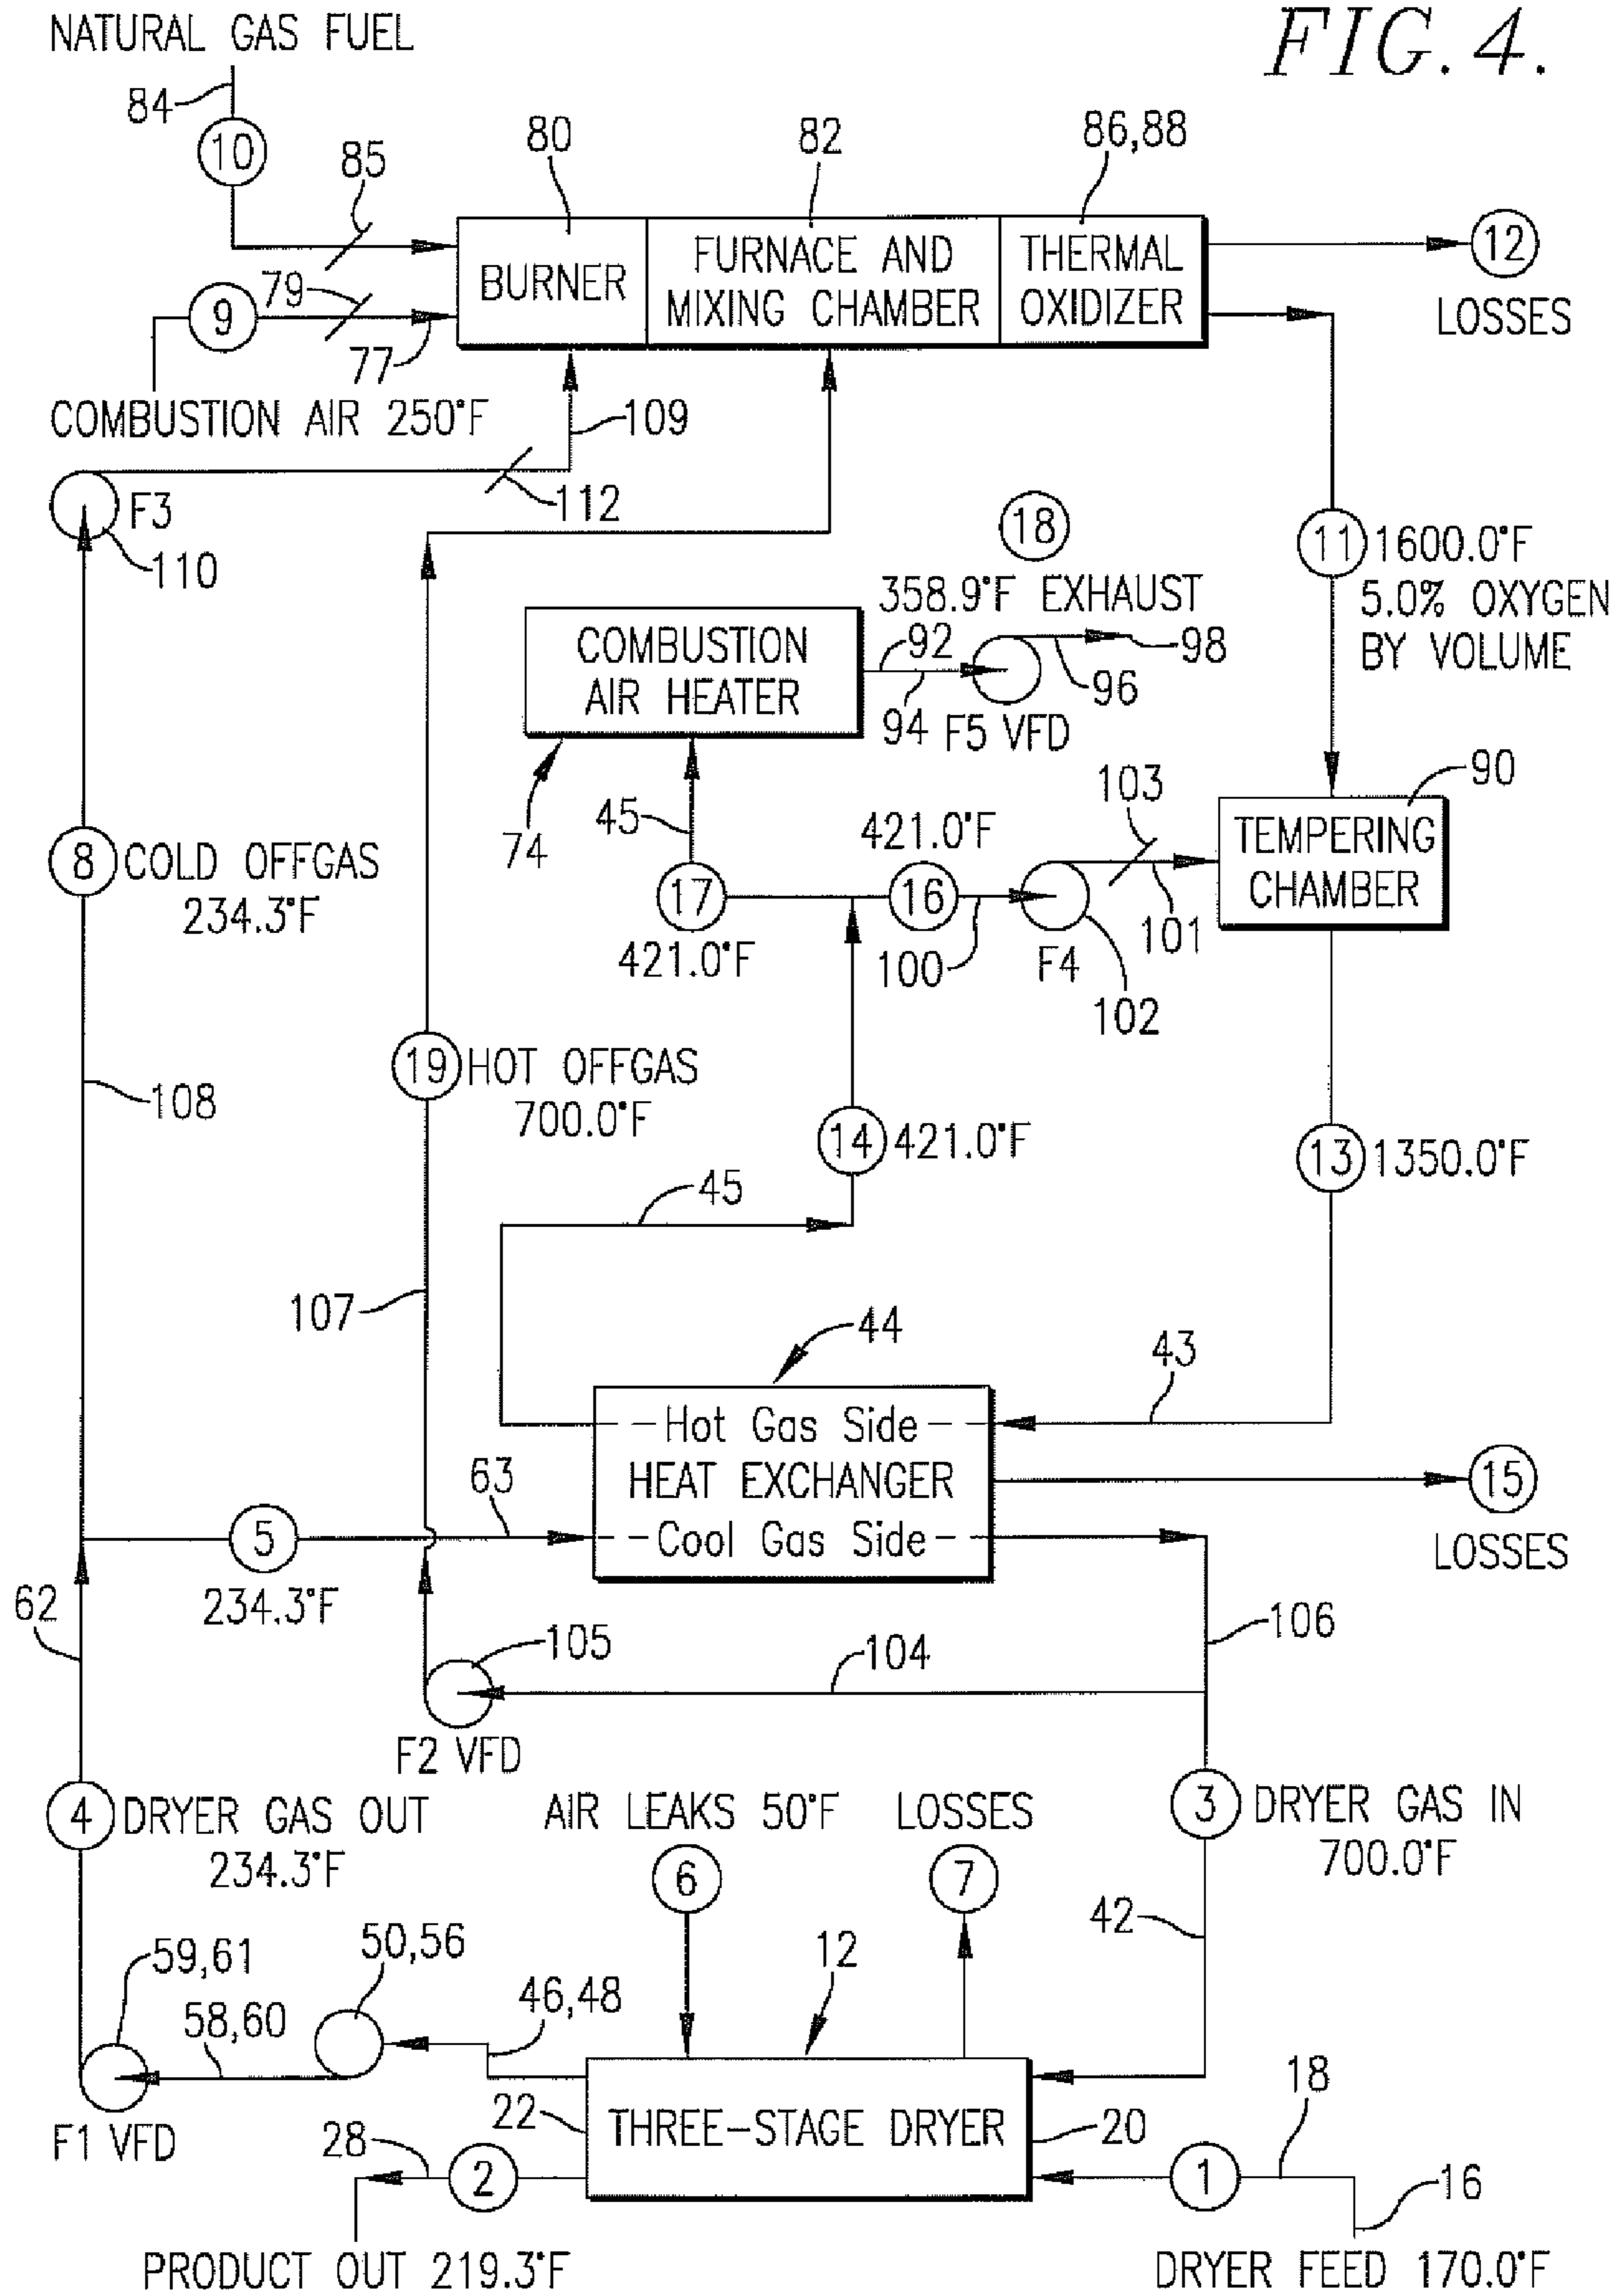 FIG. 4.
NATURAL GAS FUEL
84
10
85
80
82
86,88
BURNER
FURNACE AND
MIXING CHAMBER
THERMAL
OXIDIZER
12
LOSSES
79
9
77
COMBUSTION AIR 250°F
109
F3
112
110
18
358.9°F EXHAUST
11
1600.0°F
5.0% OXYGEN
BY VOLUME
COMBUSTION
AIR HEATER
92
98
94
96
F5 VFD
74
45
421.0°F
103
90
TEMPERING
CHAMBER
8
COLD OFFGAS
234.3°F
17
421.0°F
16
100
F4
101
102
19
HOT OFFGAS
700.0°F
108
14
421.0°F
13
1350.0°F
45
107
44
43
Hot Gas Side
HEAT EXCHANGER
Cool Gas Side
15
LOSSES
63
5
234.3°F
62
105
104
106
F2 VFD
4
DRYER GAS OUT
234.3°F
AIR LEAKS 50°F
6
LOSSES
7
3
DRYER GAS IN
700.0°F
42
59,61
50,56
58,60
46,48
12
F1 VFD
22
THREE-STAGE DRYER
20
28
2
1
18
16
PRODUCT OUT 219.3°F
DRYER FEED 170.0°F